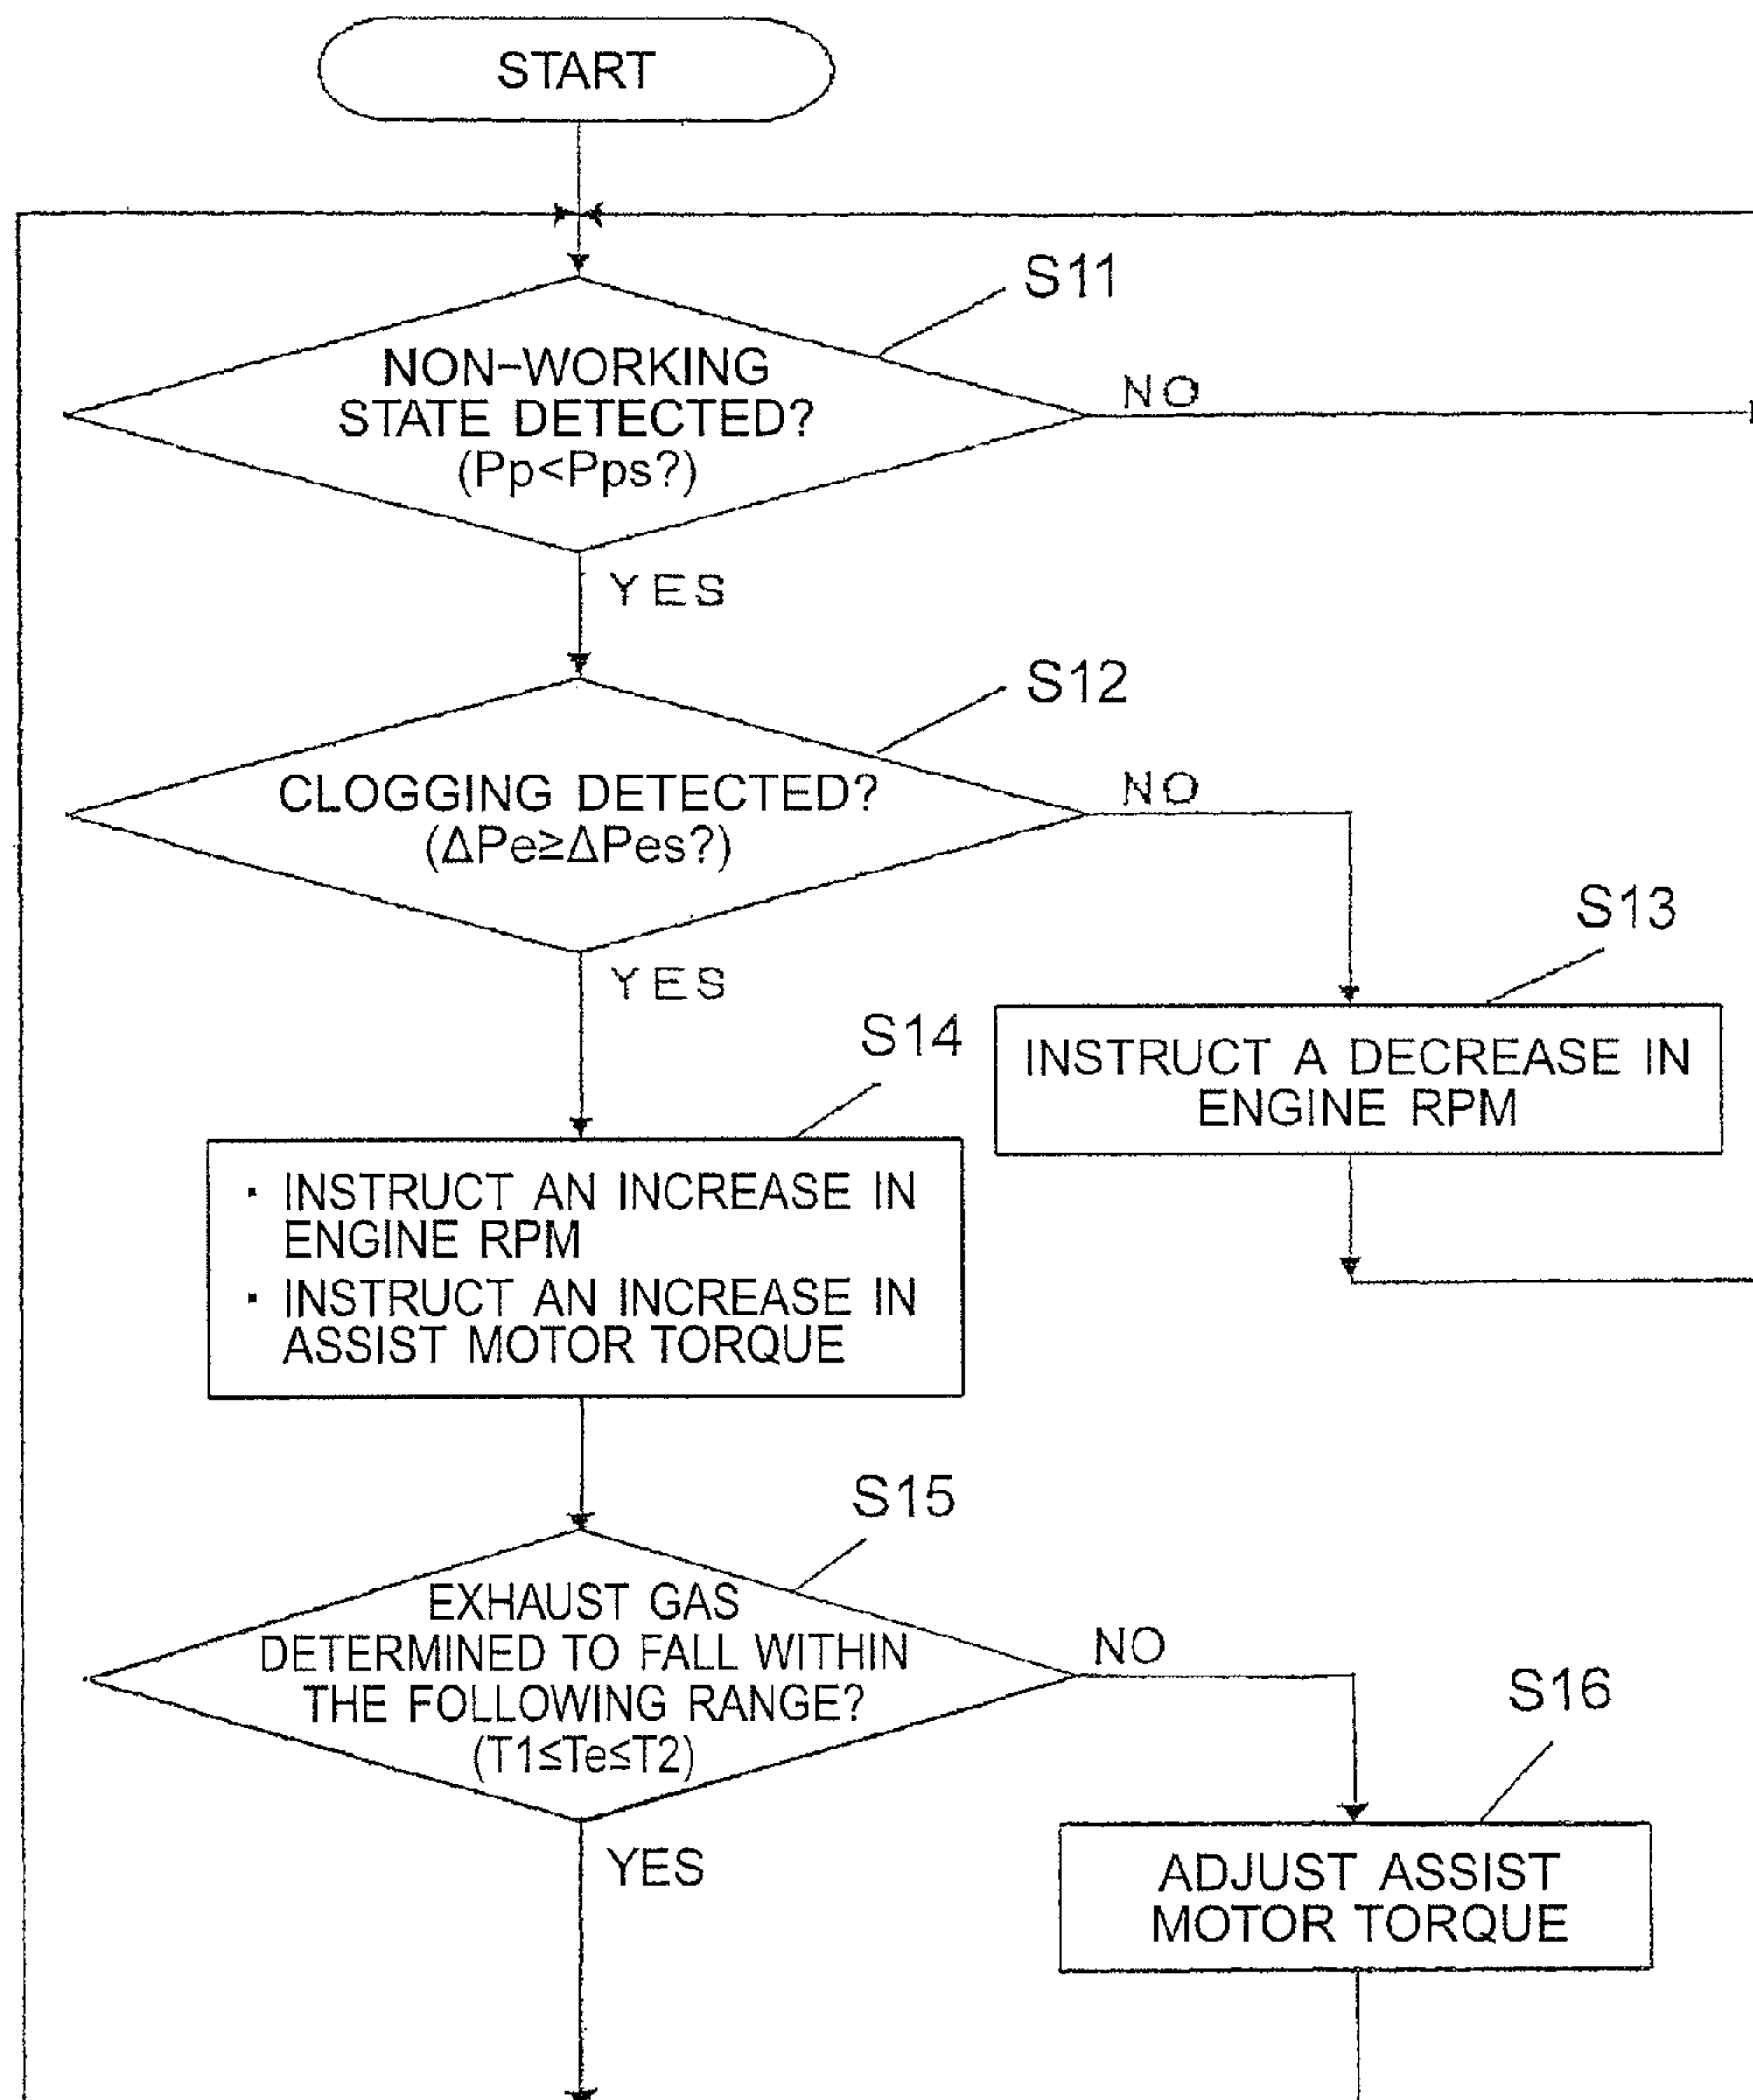 START
S11
NON-WORKING
STATE DETECTED?
(Pp<Pps?)
NO
YES
S12
CLOGGING DETECTED?
(ΔPe≥ΔPes?)
NO
YES
S13
INSTRUCT A DECREASE IN
ENGINE RPM
S14
· INSTRUCT AN INCREASE IN
ENGINE RPM
· INSTRUCT AN INCREASE IN
ASSIST MOTOR TORQUE
S15
EXHAUST GAS
DETERMINED TO FALL WITHIN
THE FOLLOWING RANGE?
(T1≤Te≤T2)
NO
YES
S16
ADJUST ASSIST
MOTOR TORQUE